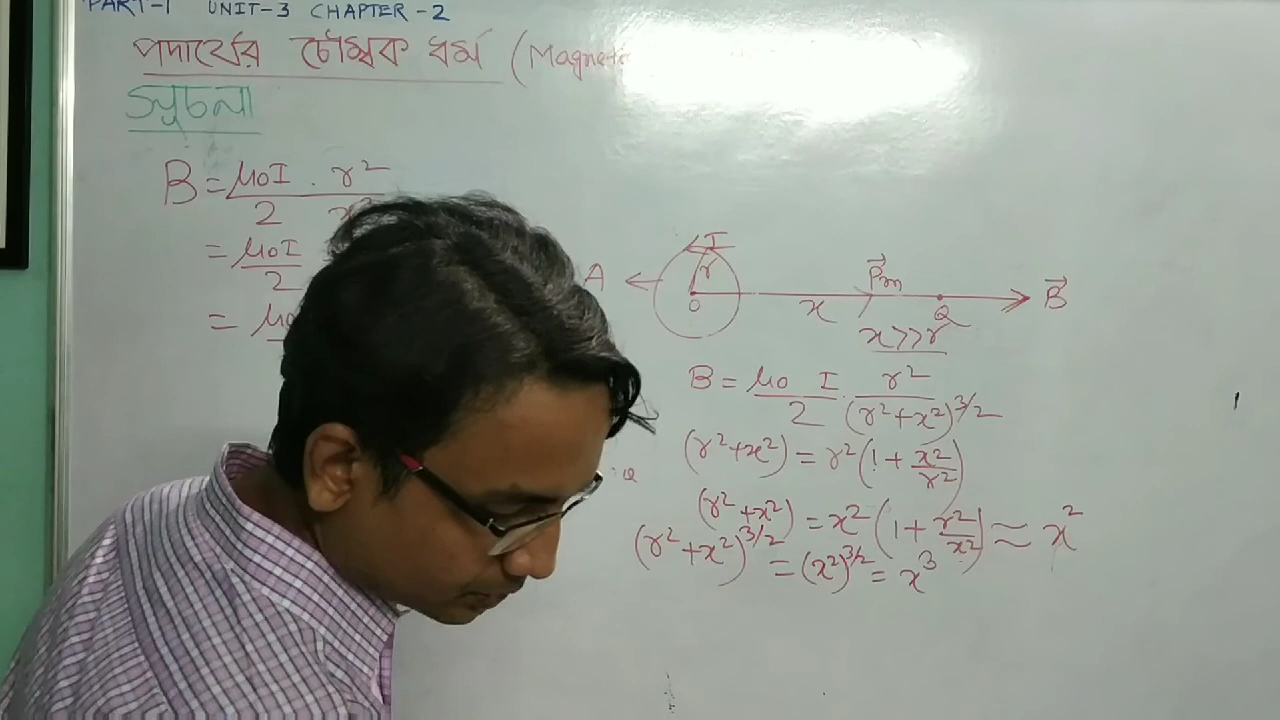 PART-1 UNIT-3 CHAPTER-2
পদার্থের চৌম্বক ধর্ম (Magnet
সূচনা
B = μ0I . r²
2
= μ0I
2
= μ0
I
r
A
O
x
P⃗m
Q
B⃗
x>>r
B = μ0 I . r²
2 (r²+x²)^3/2
(r²+x²) = r²(1 + x²/r²)
(r²+x²) = x²(1 + r²/x²) ≈ x²
(r²+x²)^3/2 = (x²)^3/2 = x³